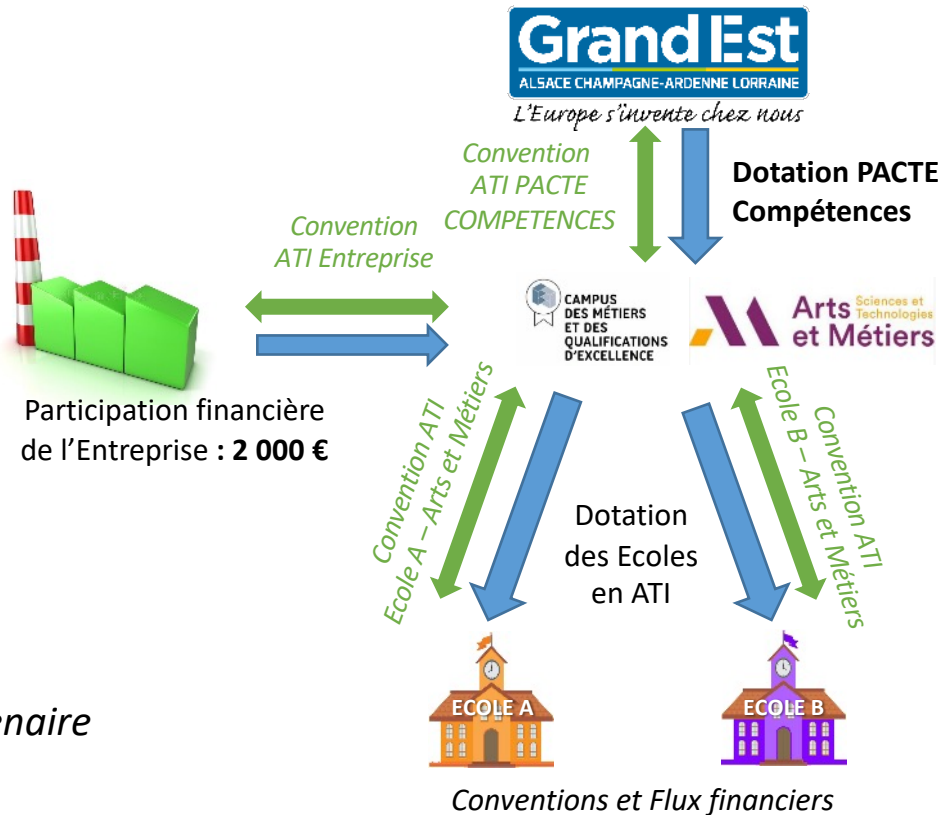 Grand Est
ALSACE CHAMPAGNE-ARDENNE LORRAINE
L'Europe s'invente chez nous
Convention
ATI PACTE
COMPETENCES
Dotation PACTE
Compétences
Convention
ATI Entreprise
CAMPUS
DES MÉTIERS
ET DES
QUALIFICATIONS
D'EXCELLENCE
Arts
et Métiers
Sciences et
Technologies
Participation financière
de l'Entreprise : 2 000 €
Convention ATI
Ecole A – Arts et Métiers
Convention ATI
Ecole B – Arts et Métiers
Dotation
des Ecoles
en ATI
ECOLE A
ECOLE B
enaire
Conventions et Flux financiers